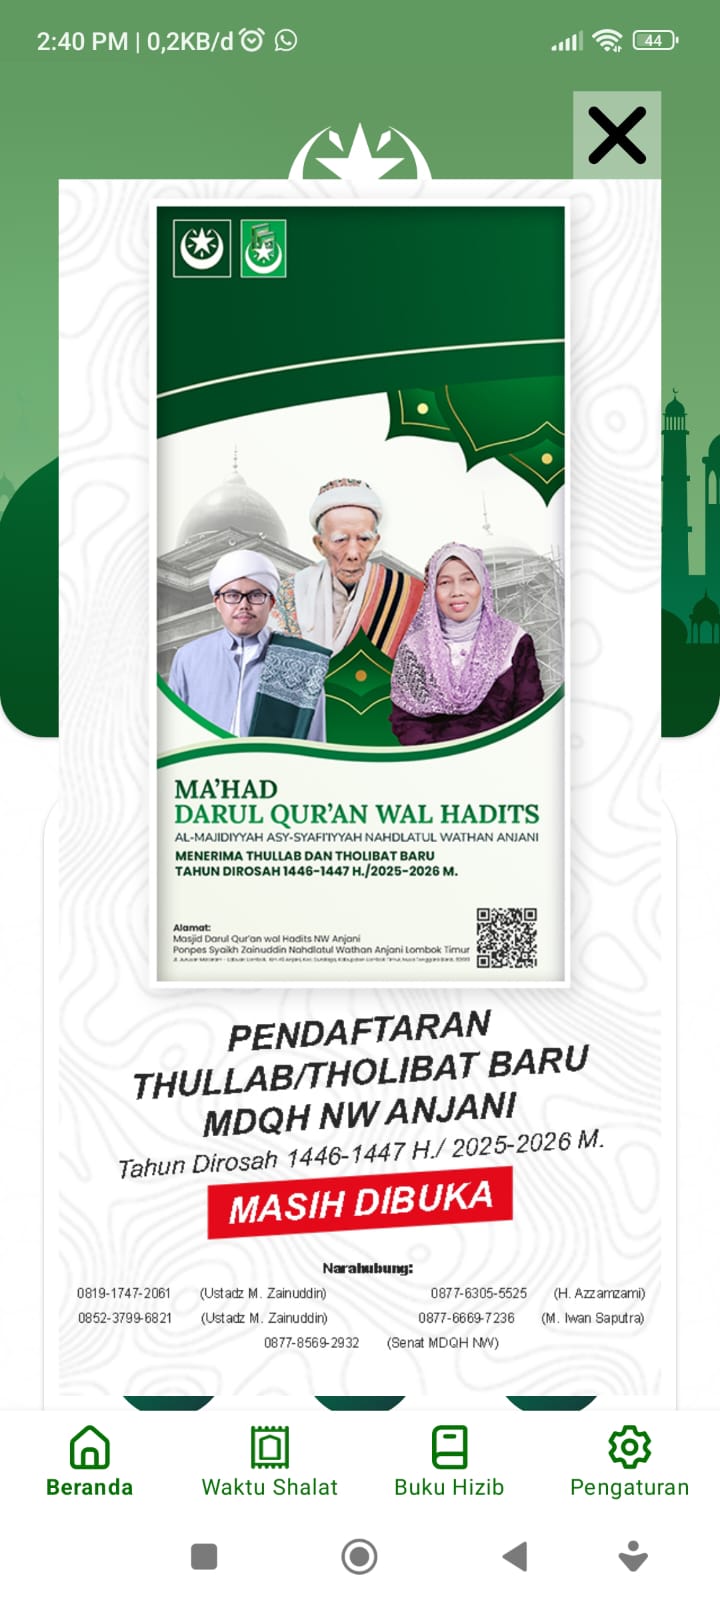 2:40 PM | 0,2KB/d
44
MA'HAD
DARUL QUR'AN WAL HADITS
AL-MAJIDIYYAH ASY-SYAFI'IYYAH NAHDLATUL WATHAN ANJANI
MENERIMA THULLAB DAN THOLIBAT BARU
TAHUN DIROSAH 1446-1447 H./2025-2026 M.
Alamat:
Masjid Darul Qur'an wal Hadits NW Anjani
Ponpes Syaikh Zainuddin Nahdlatul Wathan Anjani Lombok Timur
PENDAFTARAN
THULLAB/THOLIBAT BARU
MDQH NW ANJANI
Tahun Dirosah 1446-1447 H./ 2025-2026 M.
MASIH DIBUKA
Narahubung:
0819-1747-2061 (Ustadz M. Zainuddin) 0877-6305-5525 (H. Azzamzami)
0852-3799-6821 (Ustadz M. Zainuddin) 0877-6669-7236 (M. Iwan Saputra)
0877-8569-2932 (Senat MDQH NW)
Beranda Waktu Shalat Buku Hizib Pengaturan